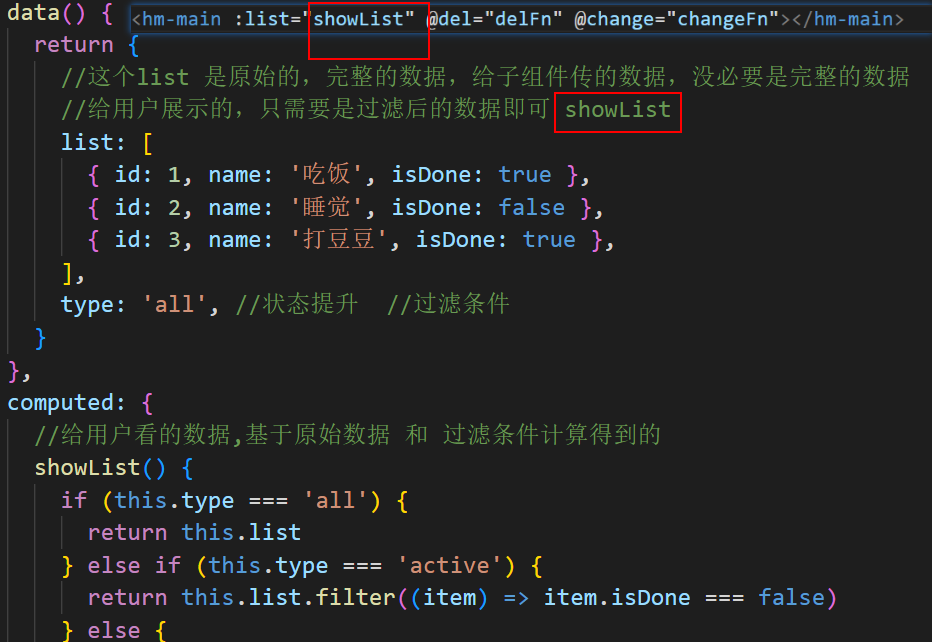 data() {
<hm-main :list="showList" @del="delFn" @change="changeFn"></hm-main>
return {
//这个list 是原始的，完整的数据，给子组件传的数据，没必要是完整的数据
//给用户展示的，只需要是过滤后的数据即可 showList
list: [
{ id: 1, name: '吃饭', isDone: true },
{ id: 2, name: '睡觉', isDone: false },
{ id: 3, name: '打豆豆', isDone: true },
],
type: 'all', //状态提升  //过滤条件
}
},
computed: {
//给用户看的数据,基于原始数据 和 过滤条件计算得到的
showList() {
if (this.type === 'all') {
return this.list
} else if (this.type === 'active') {
return this.list.filter((item) => item.isDone === false)
} else {